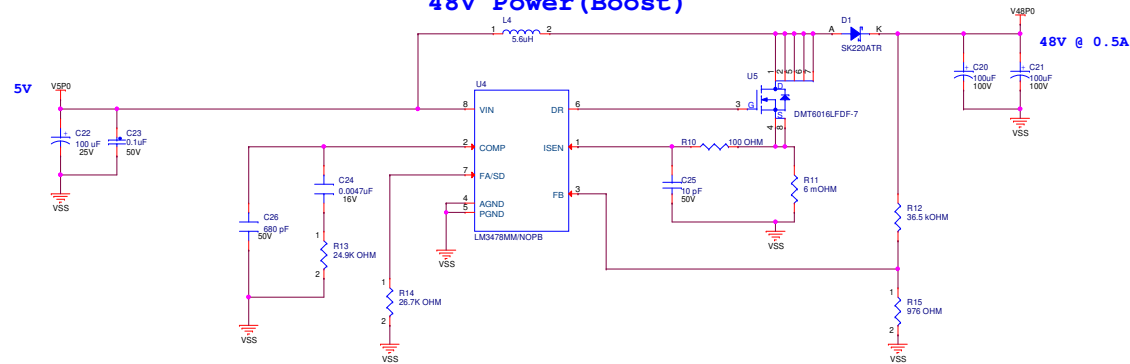 48V Power(Boost)
L4
1
2
5.6uH
D1
A
K
SK220ATR
V48P0
48V @ 0.5A
C20
100uF
100V
C21
100uF
100V
VSS
5V
V5P0
C22
100 uF
25V
C23
0.1uF
50V
VSS
U4
8
VIN
DR
6
2
COMP
ISEN
1
7
FA/SD
FB
3
4
AGND
5
PGND
LM3478MM/NOPB
VSS
U5
1
2
5
6
7
D
3
G
S
4
8
DMT6016LFDF-7
R10
100 OHM
C25
10 pF
50V
R11
6 mOHM
VSS
C24
0.0047uF
16V
C26
680 pF
50V
1
R13
24.9K OHM
2
VSS
1
R14
26.7K OHM
2
VSS
R12
36.5 kOHM
1
R15
976 OHM
2
VSS